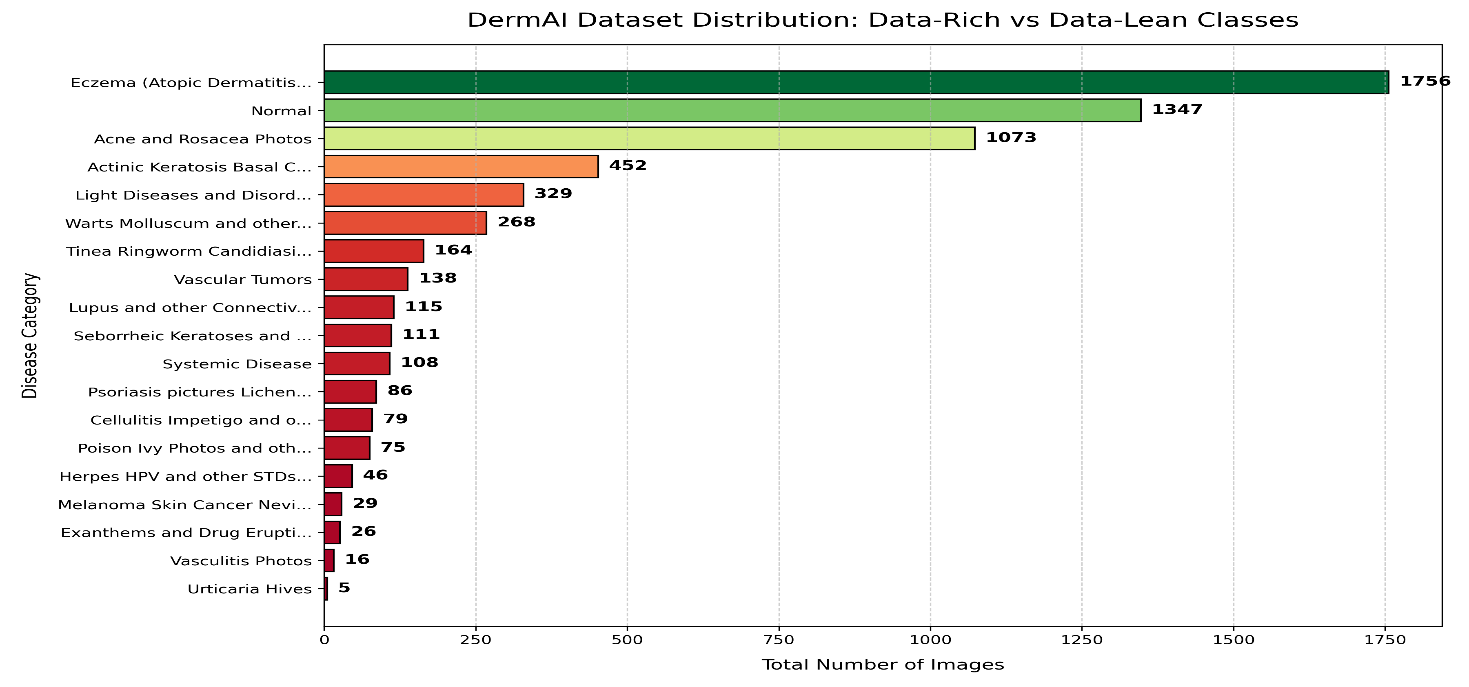 DermAI Dataset Distribution: Data-Rich vs Data-Lean Classes
Disease Category
Eczema (Atopic Dermatitis... 1756
Normal 1347
Acne and Rosacea Photos 1073
Actinic Keratosis Basal C... 452
Light Diseases and Disord... 329
Warts Molluscum and other... 268
Tinea Ringworm Candidiasi... 164
Vascular Tumors 138
Lupus and other Connectiv... 115
Seborrheic Keratoses and ... 111
Systemic Disease 108
Psoriasis pictures Lichen... 86
Cellulitis Impetigo and o... 79
Poison Ivy Photos and oth... 75
Herpes HPV and other STDs... 46
Melanoma Skin Cancer Nevi... 29
Exanthems and Drug Erupti... 26
Vasculitis Photos 16
Urticaria Hives 5
0 250 500 750 1000 1250 1500 1750
Total Number of Images